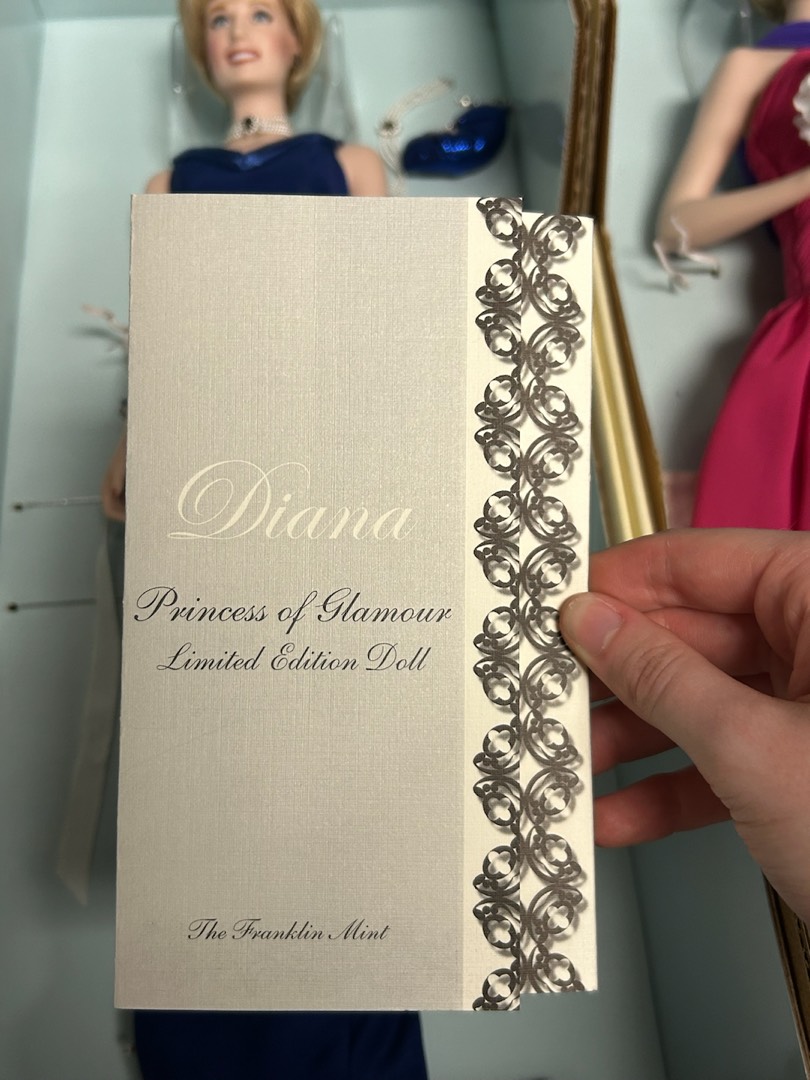 Diana
Princess of Glamour
Limited Edition Doll
The Franklin Mint